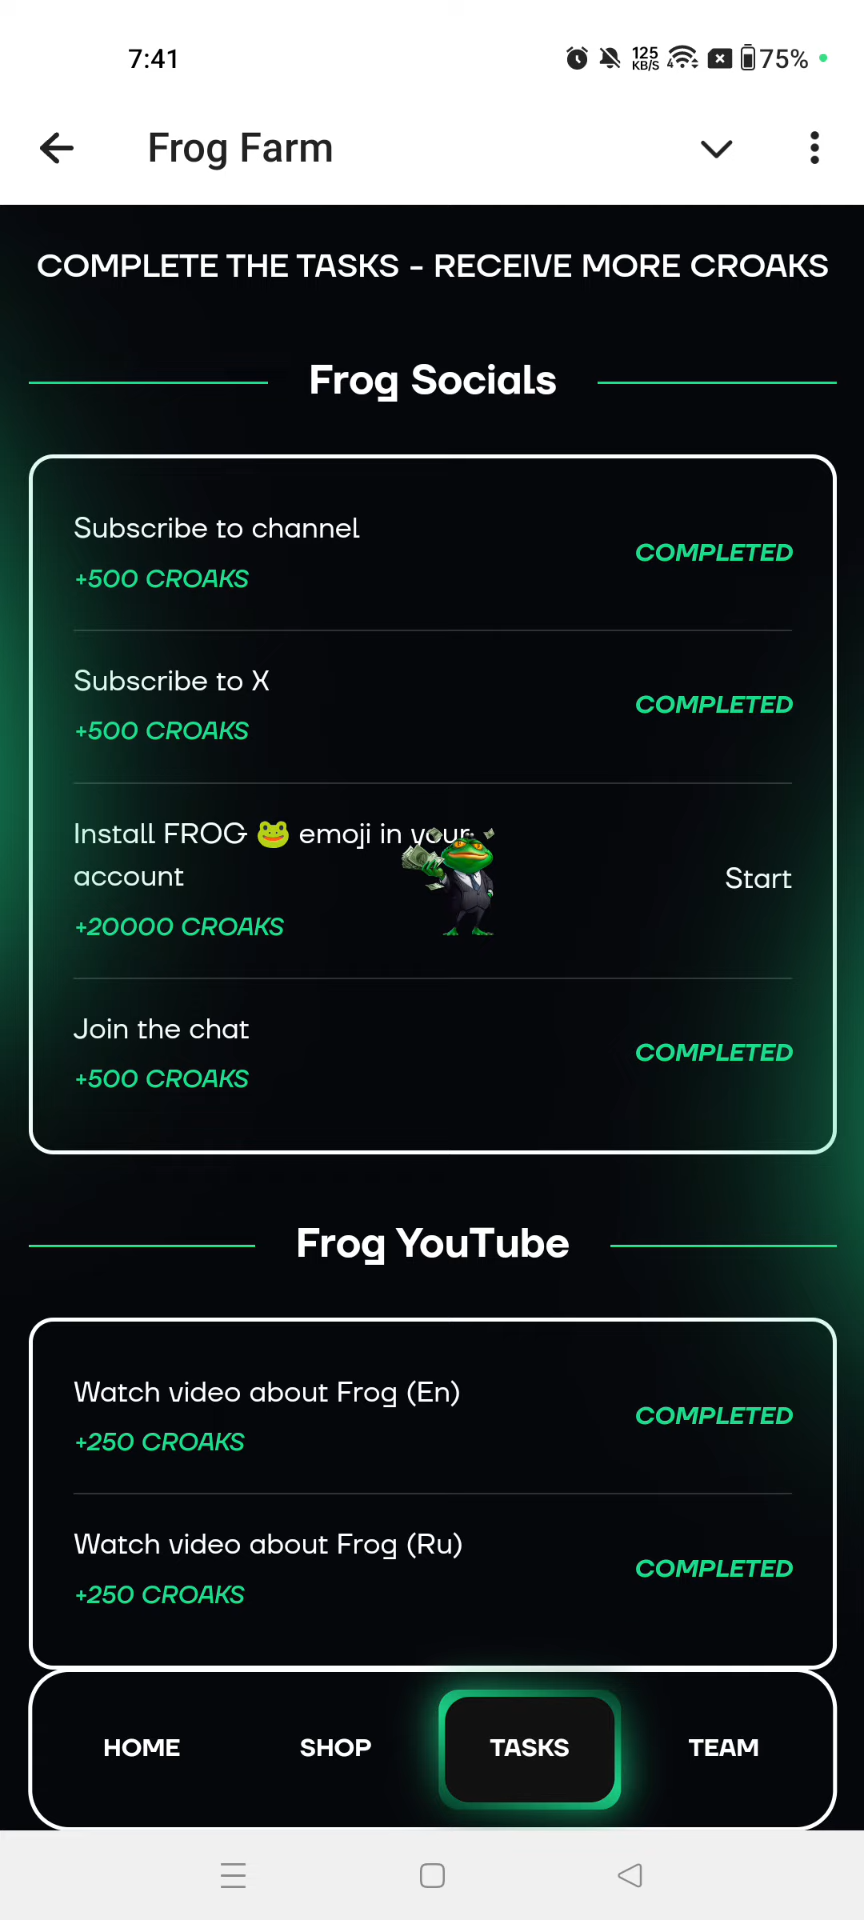 7:41
125
KB/S
4
75%
Frog Farm
COMPLETE THE TASKS - RECEIVE MORE CROAKS
Frog Socials
Subscribe to channel
COMPLETED
+500 CROAKS
Subscribe to X
COMPLETED
+500 CROAKS
Install FROG 🐸 emoji in your
account
Start
+20000 CROAKS
Join the chat
COMPLETED
+500 CROAKS
Frog YouTube
Watch video about Frog (En)
COMPLETED
+250 CROAKS
Watch video about Frog (Ru)
COMPLETED
+250 CROAKS
HOME SHOP TASKS TEAM